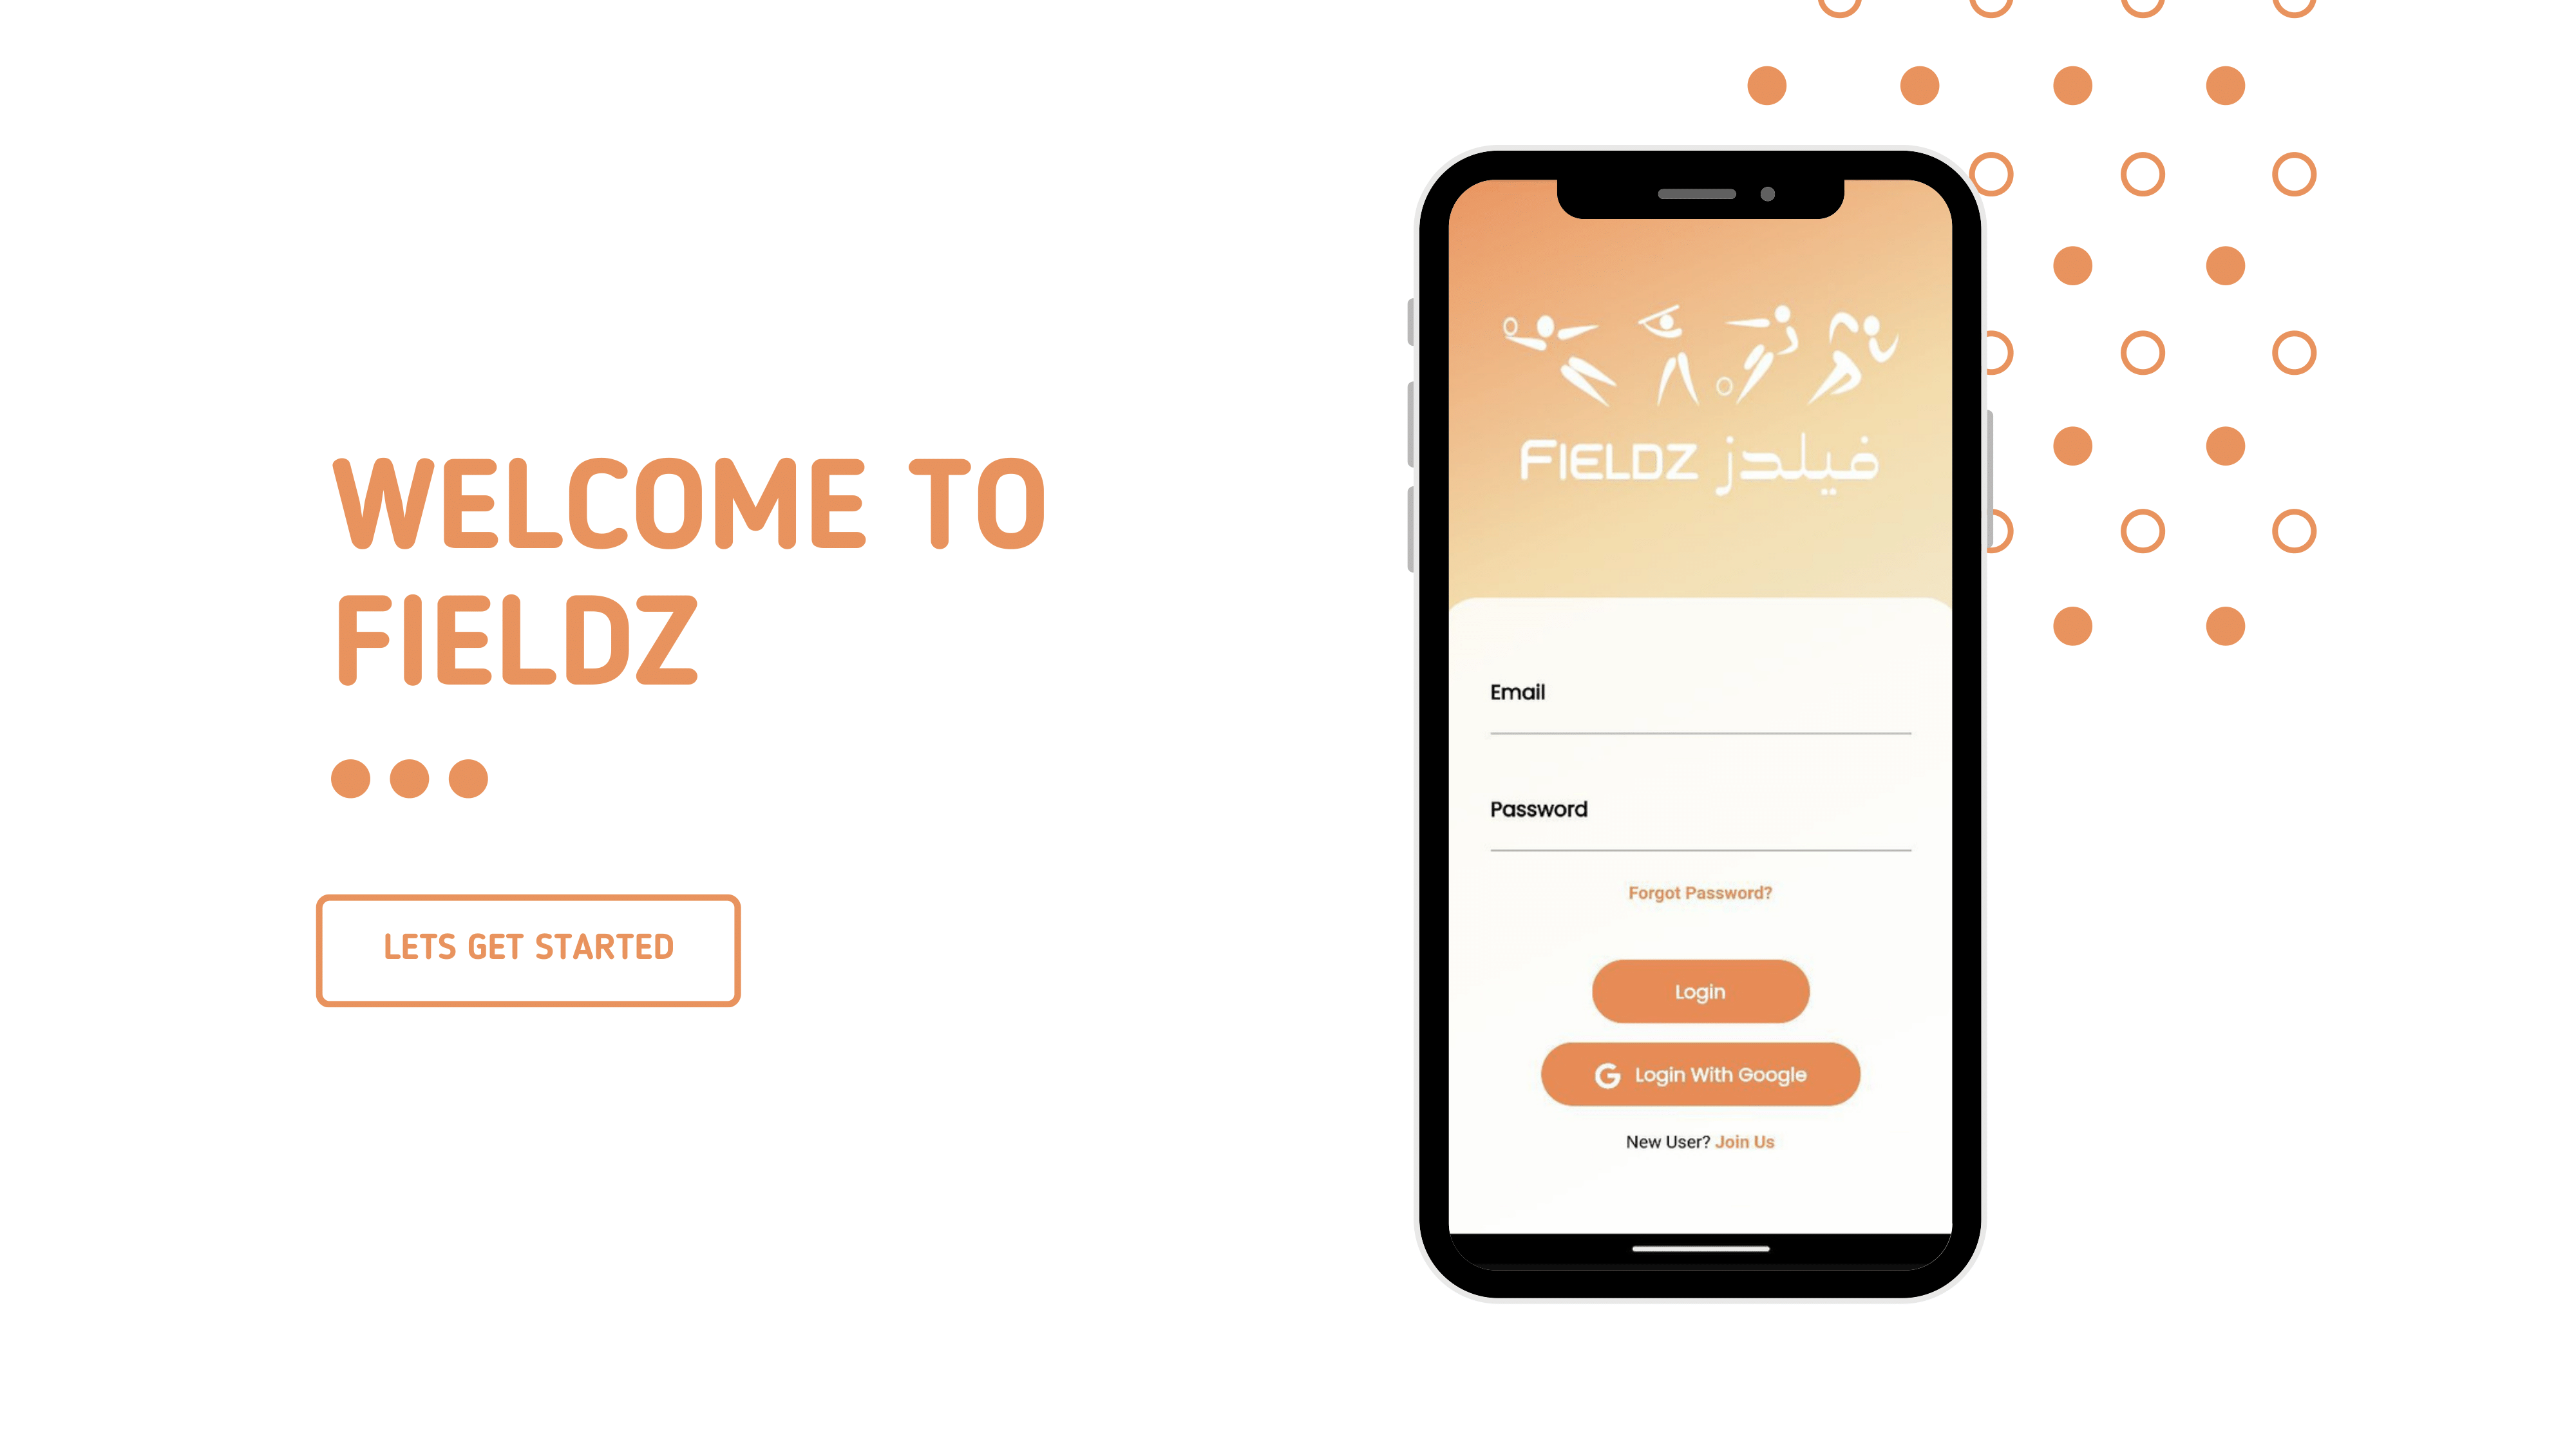 WELCOME TO
FIELDZ
LETS GET STARTED
FIELDZ فيلدز
Email
Password
Forgot Password?
Login
G Login With Google
New User? Join Us